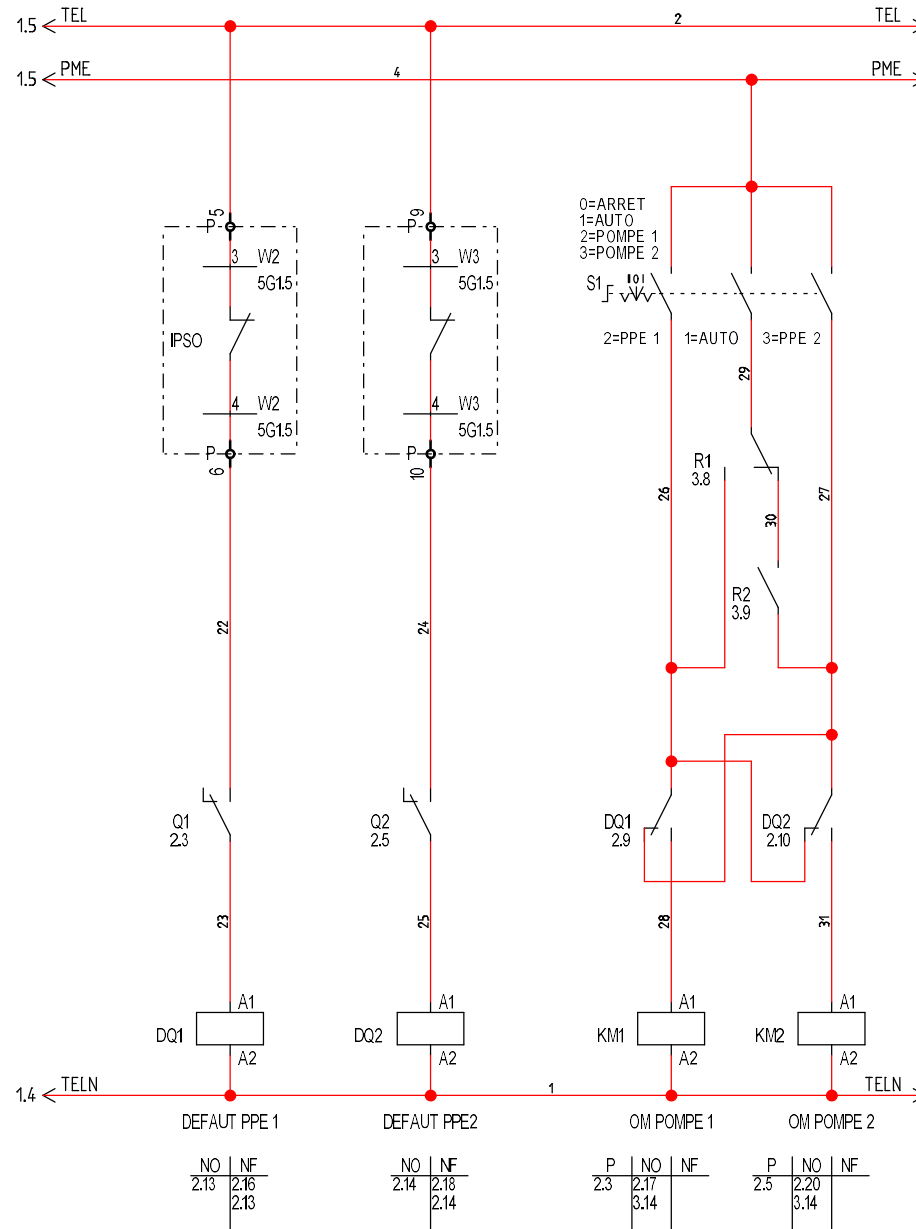 1.5 TEL 2 TEL
1.5 PME 4 PME
0=ARRET
1=AUTO
2=POMPE 1
3=POMPE 2
P 5
P 9
3 W2
5G1.5
3 W3
5G1.5
S1
IPSO
2=PPE 1 1=AUTO 3=PPE 2
29
4 W2
5G1.5
4 W3
5G1.5
P 6
P 10
R1
3.8
26
30
27
R2
3.9
22
24
Q1
2.3
Q2
2.5
DQ1
2.9
DQ2
2.10
23
25
28
31
A1 A1 A1 A1
DQ1 DQ2 KM1 KM2
A2 A2 A2 A2
1.4 TELN 1 TELN
DEFAUT PPE 1 DEFAUT PPE2 OM POMPE 1 OM POMPE 2
NO NF NO NF P NO NF P NO NF
2.13 2.16 2.14 2.18 2.3 2.17 2.5 2.20
2.13 2.14 3.14 3.14